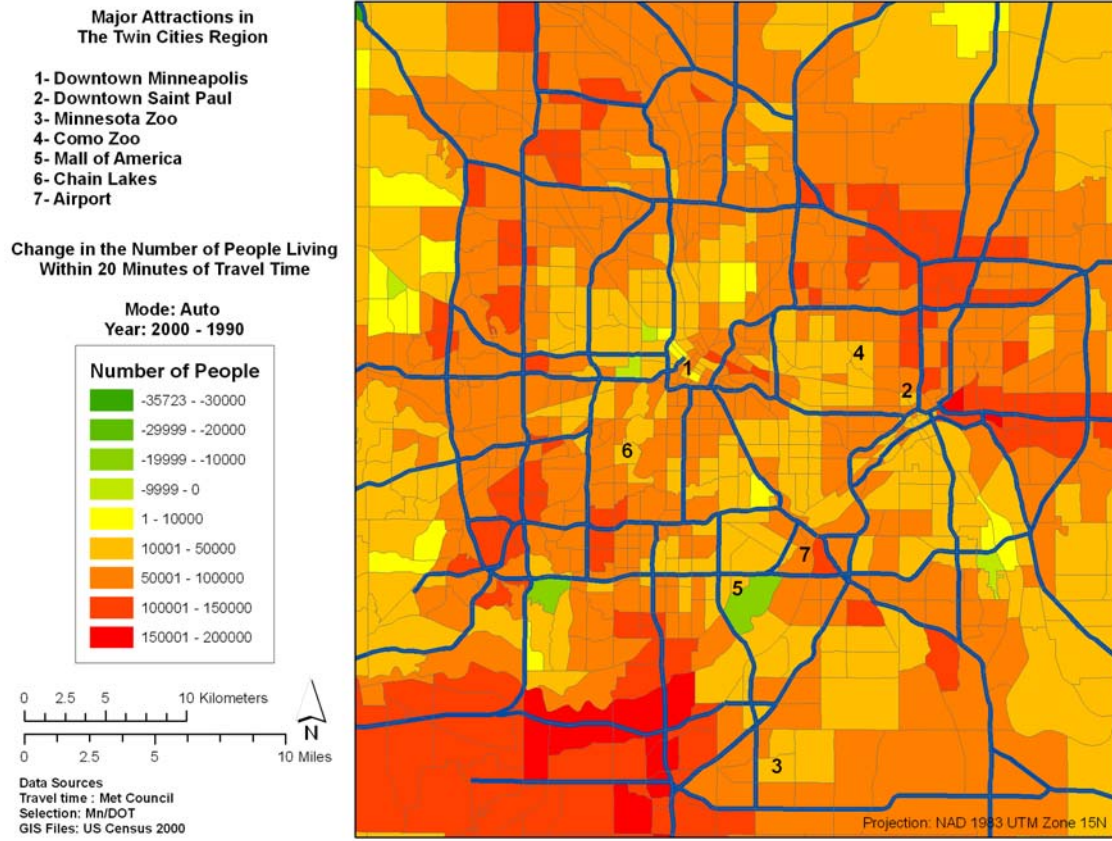 Major Attractions in
The Twin Cities Region
1- Downtown Minneapolis
2- Downtown Saint Paul
3- Minnesota Zoo
4- Como Zoo
5- Mall of America
6- Chain Lakes
7- Airport
Change in the Number of People Living
Within 20 Minutes of Travel Time
Mode: Auto
Year: 2000 - 1990
Number of People
-35723 - -30000
-29999 - -20000
-19999 - -10000
-9999 - 0
1 - 10000
10001 - 50000
50001 - 100000
100001 - 150000
150001 - 200000
0 2.5 5 10 Kilometers
0 2.5 5 10 Miles
N
Data Sources
Travel time : Met Council
Selection: Mn/DOT
GIS Files: US Census 2000
1
4
2
6
7
5
3
Projection: NAD 1983 UTM Zone 15N